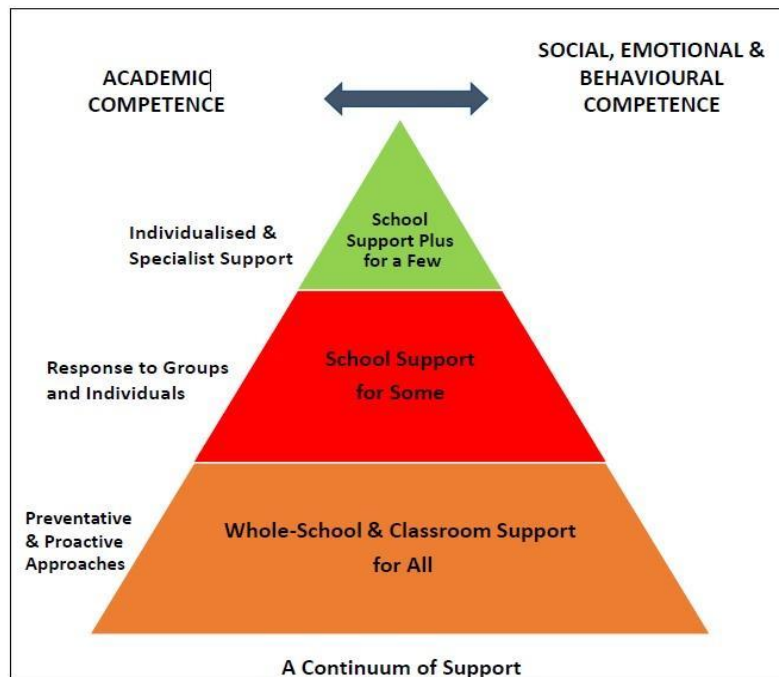 ACADEMIC
COMPETENCE
SOCIAL, EMOTIONAL &
BEHAVIOURAL
COMPETENCE
Individualised &
Specialist Support
School
Support Plus
for a Few
Response to Groups
and Individuals
School Support
for Some
Preventative
& Proactive
Approaches
Whole-School & Classroom Support
for All
A Continuum of Support